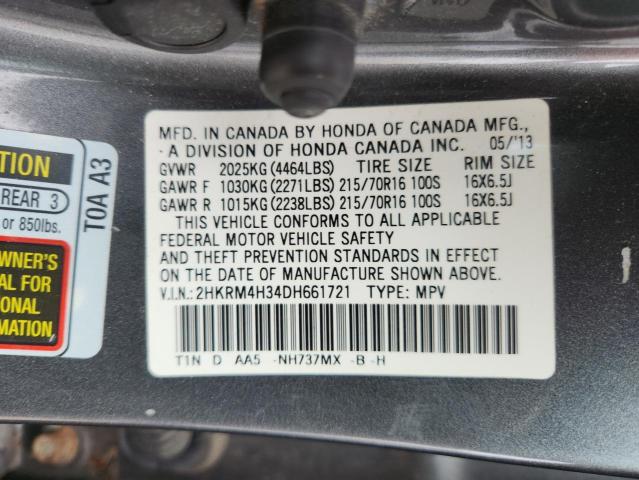 MFD. IN CANADA BY HONDA OF CANADA MFG.,
A DIVISION OF HONDA CANADA INC. 05/'13
GVWR 2025KG (4464LBS) TIRE SIZE RIM SIZE
GAWR F 1030KG (2271LBS) 215/70R16 100S 16X6.5J
GAWR R 1015KG (2238LBS) 215/70R16 100S 16X6.5J
THIS VEHICLE CONFORMS TO ALL APPLICABLE
FEDERAL MOTOR VEHICLE SAFETY
AND THEFT PREVENTION STANDARDS IN EFFECT
ON THE DATE OF MANUFACTURE SHOWN ABOVE.
V.I.N.: 2HKRM4H34DH661721 TYPE: MPV
T1N D AA5 -NH737MX -B -H
TION
REAR 3
or 850lbs.
OWNER'S
AL FOR
IONAL
RMATION.
T0A A3